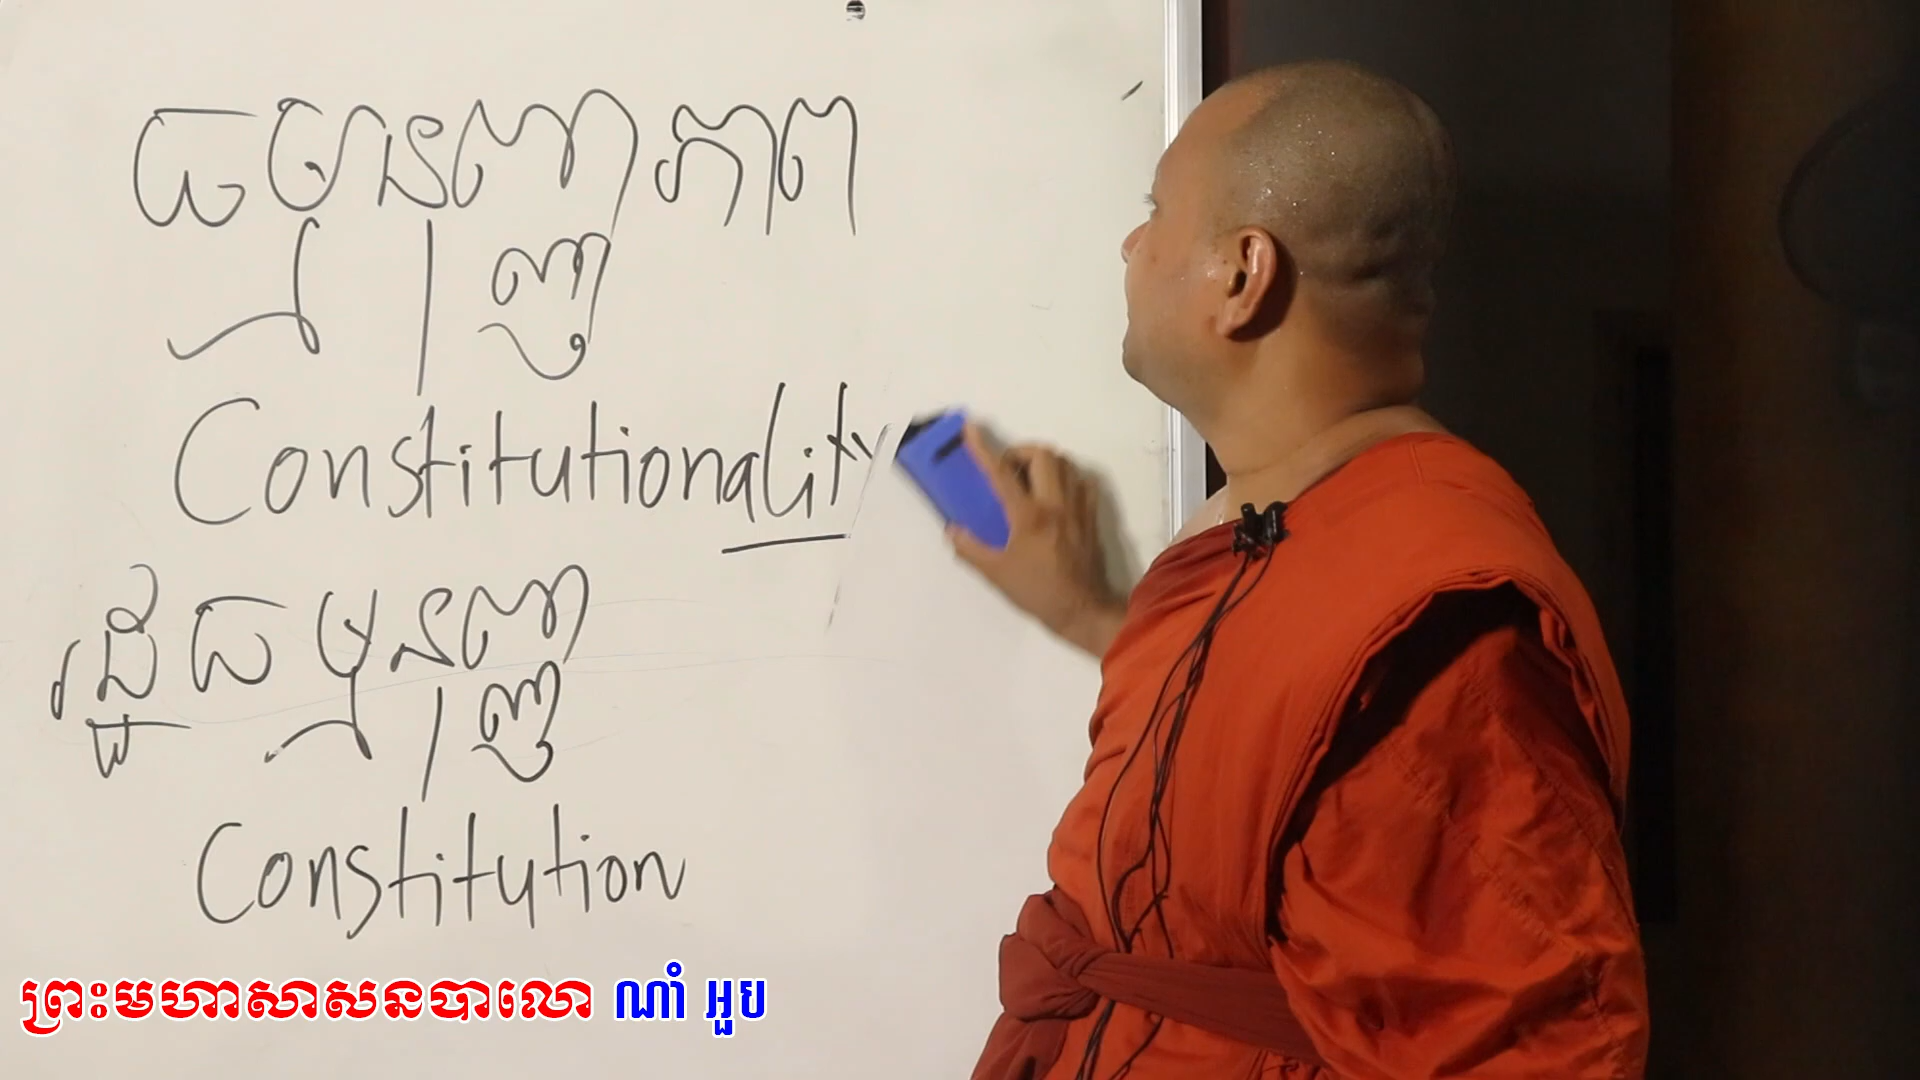 ធម្មនុញ្ញភាព
Constitutionality
រដ្ឋធម្មនុញ្ញ
Constitution
ព្រះមហាសាសនបាលោ ណាំ អួប